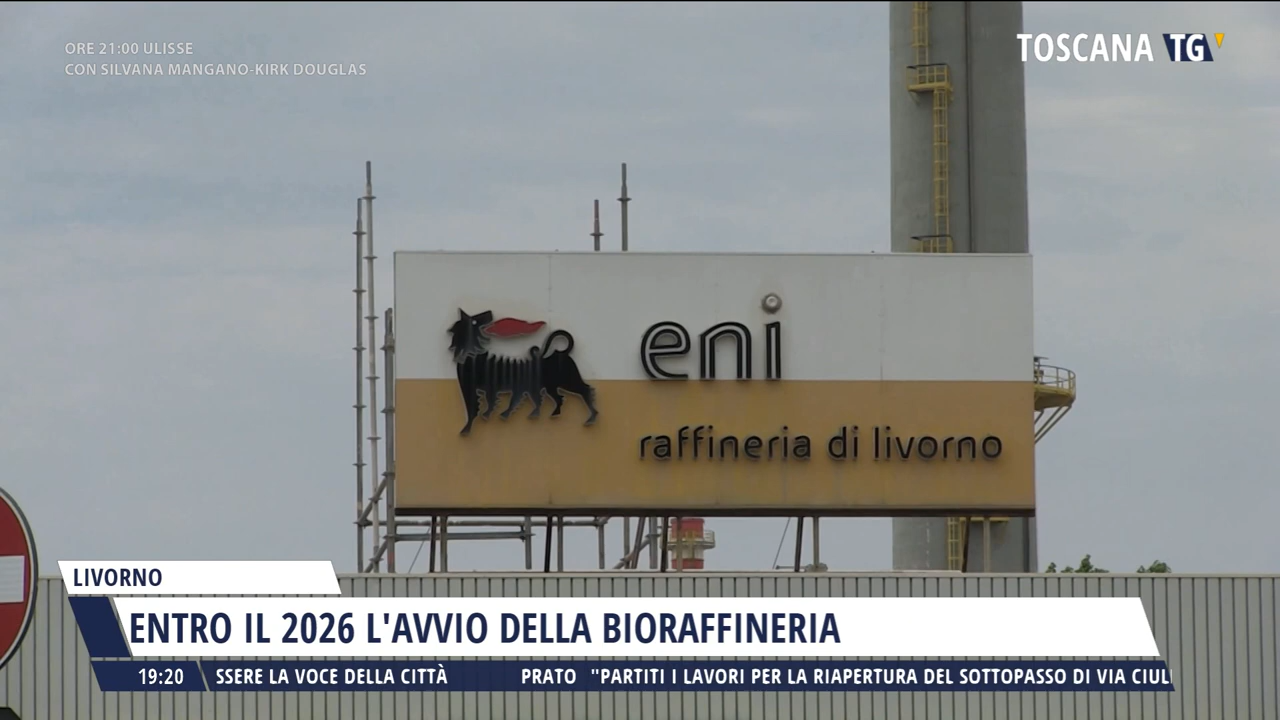 ORE 21:00 ULISSE
CON SILVANA MANGANO-KIRK DOUGLAS
TOSCANA TG
eni
raffineria di livorno
LIVORNO
ENTRO IL 2026 L'AVVIO DELLA BIORAFFINERIA
19:20 SSERE LA VOCE DELLA CITTÀ PRATO "PARTITI I LAVORI PER LA RIAPERTURA DEL SOTTOPASSO DI VIA CIUL